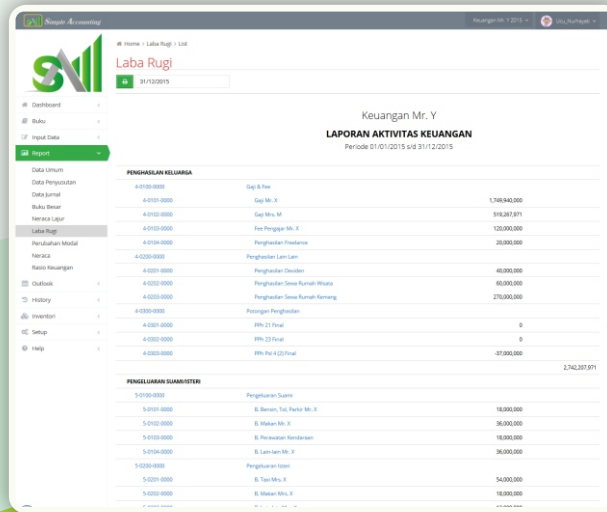 Simple Accounting
Keuangan Mr. Y 2015
Ucu_Nurhayati
SAI
Home > Laba Rugi > List
Laba Rugi
31/12/2015
Dashboard
Buku
Input Data
Report
Data Umum
Data Penyusutan
Data Jurnal
Buku Besar
Neraca Lajur
Laba Rugi
Perubahan Modal
Neraca
Rasio Keuangan
Outlook
History
Inventori
Setup
Help
Keuangan Mr. Y
LAPORAN AKTIVITAS KEUANGAN
Periode 01/01/2015 s/d 31/12/2015
PENGHASILAN KELUARGA
4-0100-0000 Gaji & Fee
4-0101-0000 Gaji Mr. X 1,749,940,000
4-0102-0000 Gaji Mrs. M 519,267,971
4-0103-0000 Fee Pengajar Mr. X 120,000,000
4-0104-0000 Penghasilan Freelance 20,000,000
4-0200-0000 Penghasilan Lain Lain
4-0201-0000 Penghasilan Deviden 40,000,000
4-0202-0000 Penghasilan Sewa Rumah Wisata 60,000,000
4-0203-0000 Penghasilan Sewa Rumah Kemang 270,000,000
4-0300-0000 Potongan Penghasilan
4-0301-0000 PPh 21 Final 0
4-0302-0000 PPh 23 Final 0
4-0303-0000 PPh Psl 4 (2) Final -37,000,000
2,742,207,971
PENGELUARAN SUAMI/ISTERI
5-0100-0000 Pengeluaran Suami
5-0101-0000 B. Bensin, Tol, Parkir Mr. X 18,000,000
5-0102-0000 B. Makan Mr. X 36,000,000
5-0103-0000 B. Perawatan Kendaraan 18,000,000
5-0104-0000 B. Lain-lain Mr. X 36,000,000
5-0200-0000 Pengeluaran Isteri
5-0201-0000 B. Taxi Mrs. X 54,000,000
5-0202-0000 B. Makan Mrs. X 18,000,000